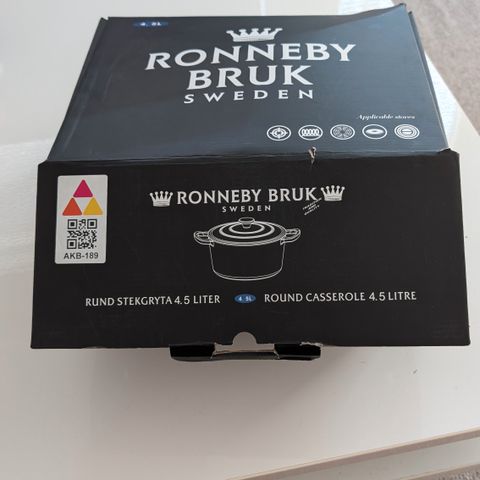 4.5L
RONNEBY
BRUK
SWEDEN
Applicable stoves
RONNEBY BRUK
SWEDEN
AKB-189
RUND STEKGRYTA 4.5 LITER 4.5L ROUND CASSEROLE 4.5 LITRE